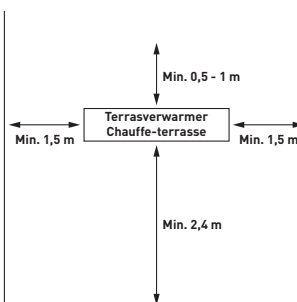 Min. 0,5 - 1 m
Terrasverwarmer
Chauffe-terrasse
Min. 1,5 m
Min. 1,5 m
Min. 2,4 m